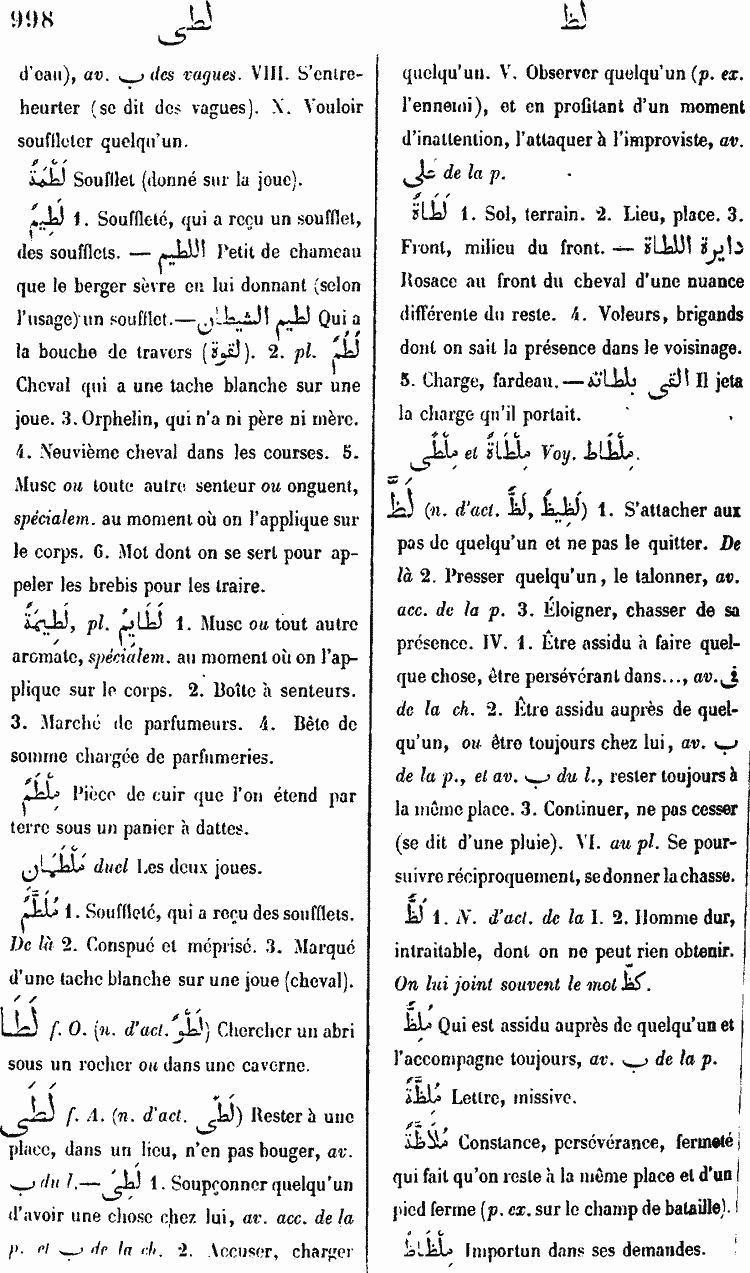 998
لطى
لظ
d'eau), av. ب des vagues. VIII. S'entre-
heurter (se dit des vagues). X. Vouloir
souffleter quelqu'un.
لَطْمَةٌ Soufflet (donné sur la joue).
لَطِيمٌ 1. Souffleté, qui a reçu un soufflet,
des soufflets. — اللطيم Petit de chameau
que le berger sèvre en lui donnant (selon
l'usage) un soufflet. — لطيم الشيطان Qui a
la bouche de travers (لقوة). 2. pl. لُطُمٌ
Cheval qui a une tache blanche sur une
joue. 3. Orphelin, qui n'a ni père ni mère.
4. Neuvième cheval dans les courses. 5.
Musc ou toute autre senteur ou onguent,
spécialem. au moment où on l'applique sur
le corps. 6. Mot dont on se sert pour ap-
peler les brebis pour les traire.
لَطِيمَةٌ, pl. لَطَايِمُ 1. Musc ou tout autre
aromate, spécialem. au moment où on l'ap-
plique sur le corps. 2. Boîte à senteurs.
3. Marché de parfumeurs. 4. Bête de
somme chargée de parfumeries.
مِلْطَمٌ Pièce de cuir que l'on étend par
terre sous un panier à dattes.
مَلْطَمَانِ duel Les deux joues.
مُلَطَّمٌ 1. Souffleté, qui a reçu des soufflets.
De là 2. Conspué et méprisé. 3. Marqué
d'une tache blanche sur une joue (cheval).
لَطَا f. O. (n. d'act. لَطْوٌ) Chercher un abri
sous un rocher ou dans une caverne.
لَطَى f. A. (n. d'act. لَطْىٌ) Rester à une
place, dans un lieu, n'en pas bouger, av.
ب du l. — لَطِىَ 1. Soupçonner quelqu'un
d'avoir une chose chez lui, av. acc. de la
p. et ب de la ch. 2. Accuser, charger
quelqu'un. V. Observer quelqu'un (p. ex.
l'ennemi), et en profitant d'un moment
d'inattention, l'attaquer à l'improviste, av.
على de la p.
لَطَاةٌ 1. Sol, terrain. 2. Lieu, place. 3.
Front, milieu du front. — دايرة اللطاة
Rosace au front du cheval d'une nuance
différente du reste. 4. Voleurs, brigands
dont on sait la présence dans le voisinage.
5. Charge, fardeau. — القى بلطاته Il jeta
la charge qu'il portait.
مِلْطًى et مِلْطَاةٌ Voy. مِلْطَاط.
لَظَّ (n. d'act. لَظٌّ, لَظِيظٌ) 1. S'attacher aux
pas de quelqu'un et ne pas le quitter. De
là 2. Presser quelqu'un, le talonner, av.
acc. de la p. 3. Éloigner, chasser de sa
présence. IV. 1. Être assidu à faire quel-
que chose, être persévérant dans..., av. فى
de la ch. 2. Être assidu auprès de quel-
qu'un, ou être toujours chez lui, av. ب
de la p., et av. ب du l., rester toujours à
la même place. 3. Continuer, ne pas cesser
(se dit d'une pluie). VI. au pl. Se pour-
suivre réciproquement, se donner la chasse.
لَظٌّ 1. N. d'act. de la I. 2. Homme dur,
intraitable, dont on ne peut rien obtenir.
On lui joint souvent le mot كظّ.
مُلِظٌّ Qui est assidu auprès de quelqu'un et
l'accompagne toujours, av. ب de la p.
مُلِظَّةٌ Lettre, missive.
مُلَاظَّةٌ Constance, persévérance, fermeté
qui fait qu'on reste à la même place et d'un
pied ferme (p. ex. sur le champ de bataille).
مِلْظَاظٌ Importun dans ses demandes.